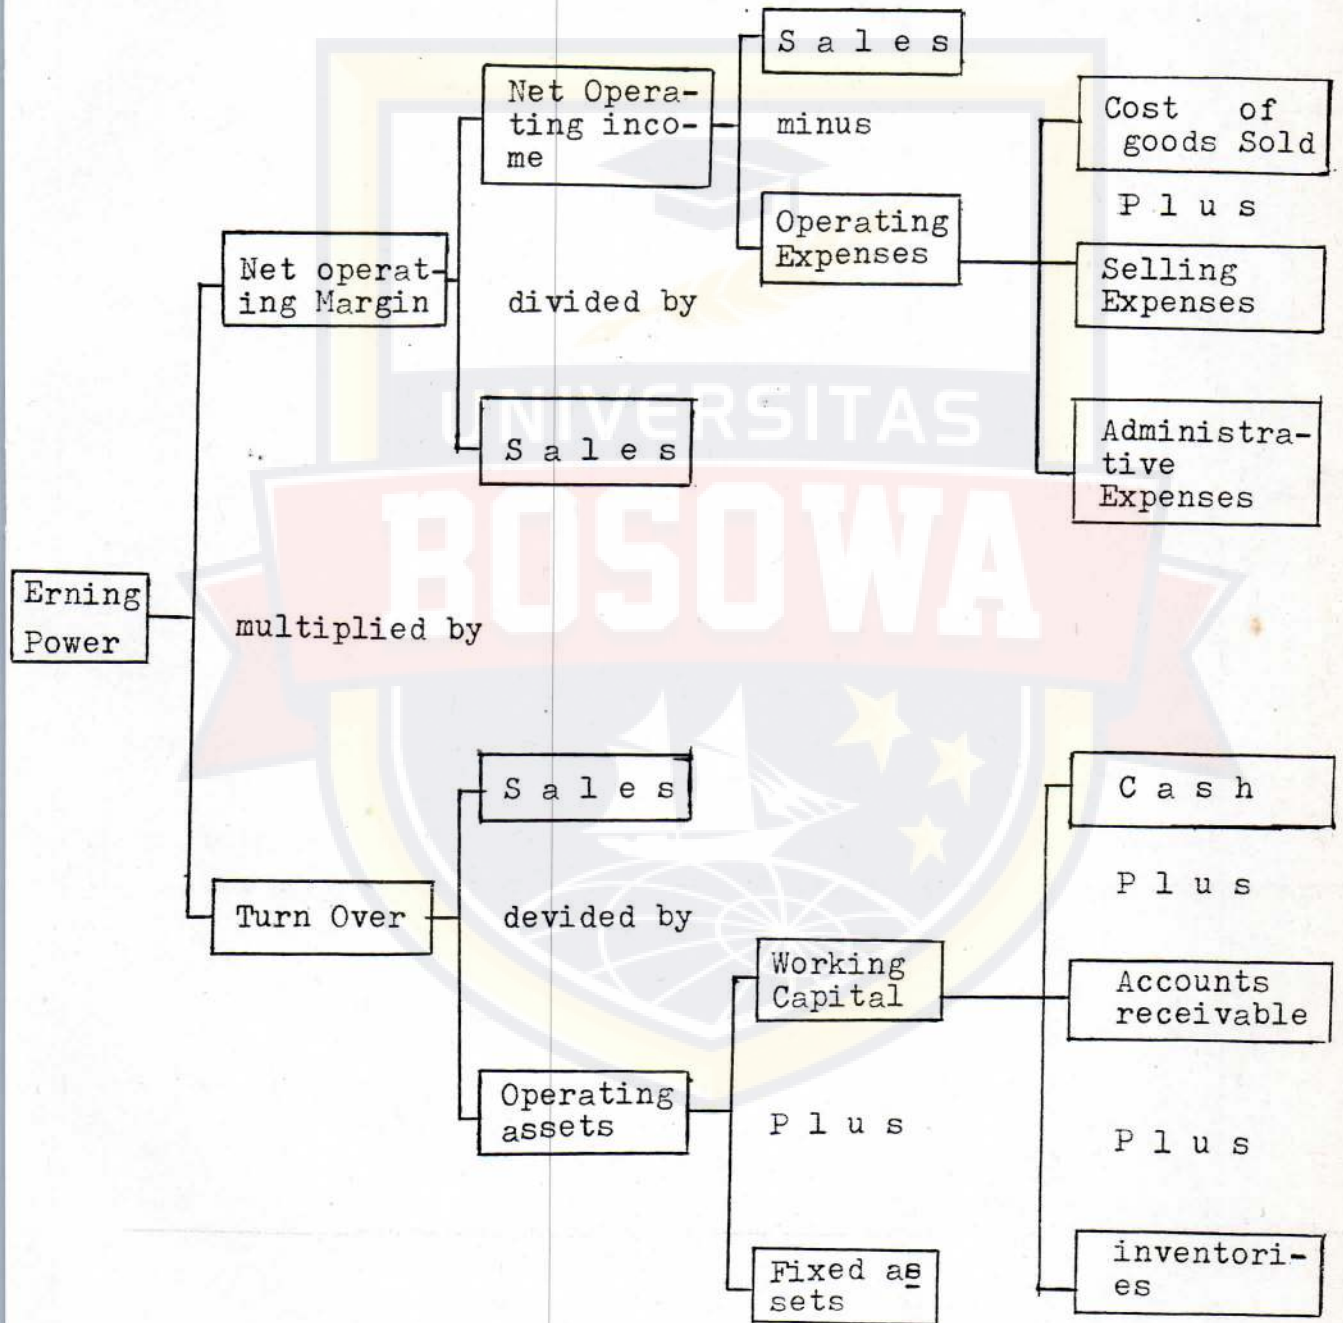 S a l e s
Net Opera-
ting inco-
me
minus
Cost of
goods Sold
P l u s
Operating
Expenses
Net operat-
ing Margin
divided by
Selling
Expenses
UNIVERSITAS
S a l e s
Administra-
tive
Expenses
BOSOWA
Erning
Power
multiplied by
S a l e s
C a s h
P l u s
Turn Over
devided by
Working
Capital
Accounts
receivable
Operating
assets
P l u s
P l u s
Fixed as
sets
inventori-
es